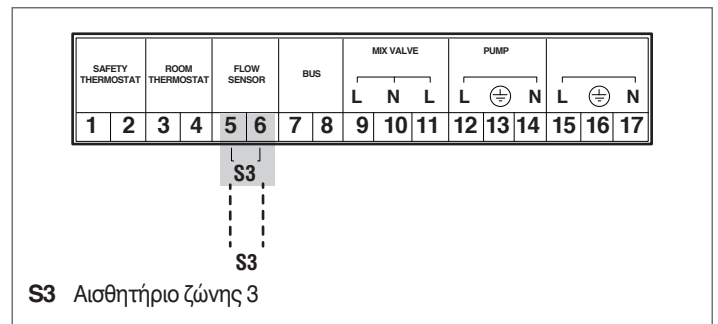 MIX VALVE PUMP
SAFETY THERMOSTAT ROOM THERMOSTAT FLOW SENSOR BUS
L N L L ⏚ N L ⏚ N
1 2 3 4 5 6 7 8 9 10 11 12 13 14 15 16 17
S3
S3
S3 Αισθητήριο ζώνης 3